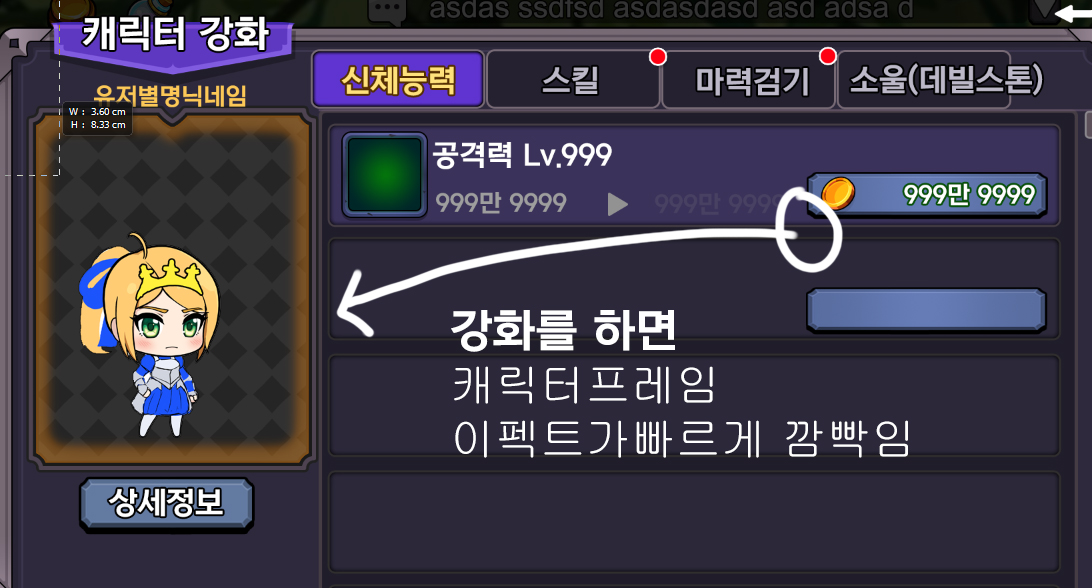 asdas ssdfsd asdasdasd asd adsa d
캐릭터 강화
유저별명닉네임
W : 3.60 cm
H : 8.33 cm
신체능력
스킬
마력검기
소울(데빌스톤)
공격력 Lv.999
999만 9999
999만 9999
999만 9999
강화를 하면
캐릭터프레임
이펙트가빠르게 깜빡임
상세정보